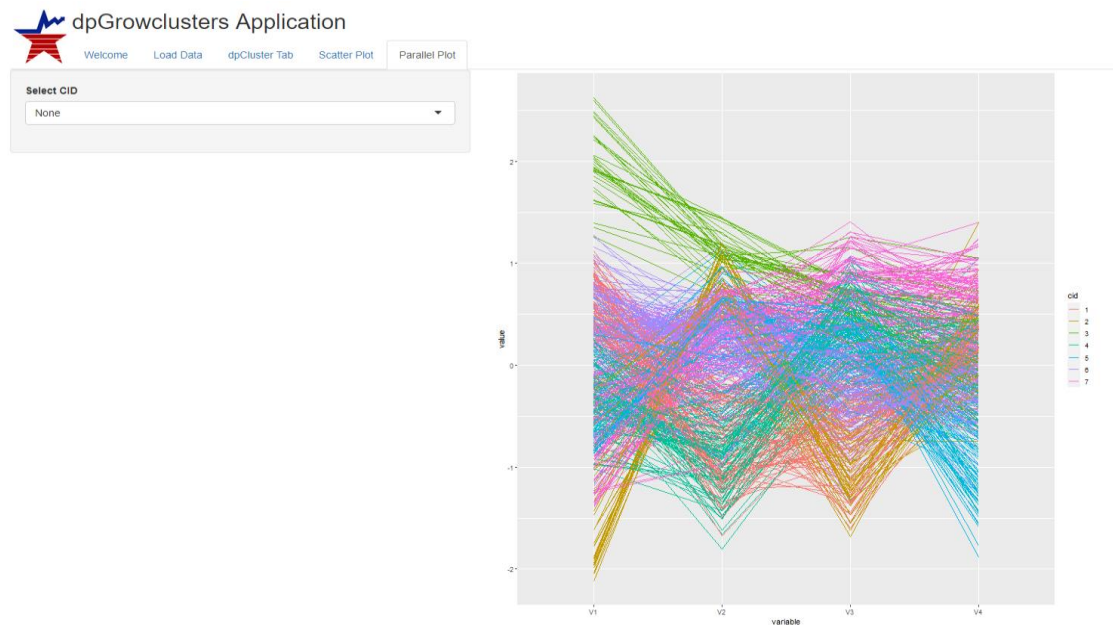 dpGrowclusters Application
Welcome Load Data dpCluster Tab Scatter Plot Parallel Plot
Select CID
None
2
1
0
-1
-2
value
V1 V2 V3 V4
variable
cid
1
2
3
4
5
6
7